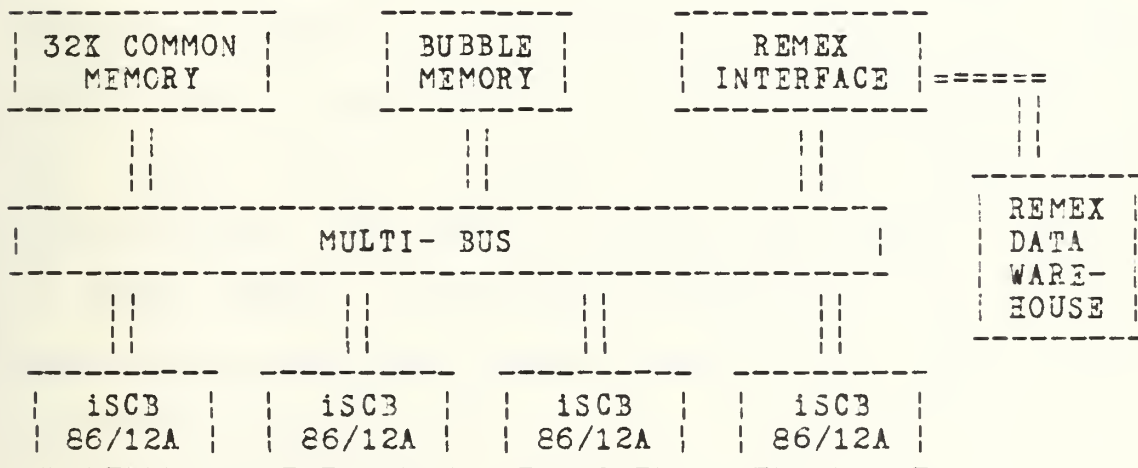 32K COMMON MEMORY
BUBBLE MEMORY
REMEX INTERFACE
MULTI- BUS
REMEX
DATA
WARE-
HOUSE
iSCB 86/12A
iSCB 86/12A
iSCB 86/12A
iSCB 86/12A